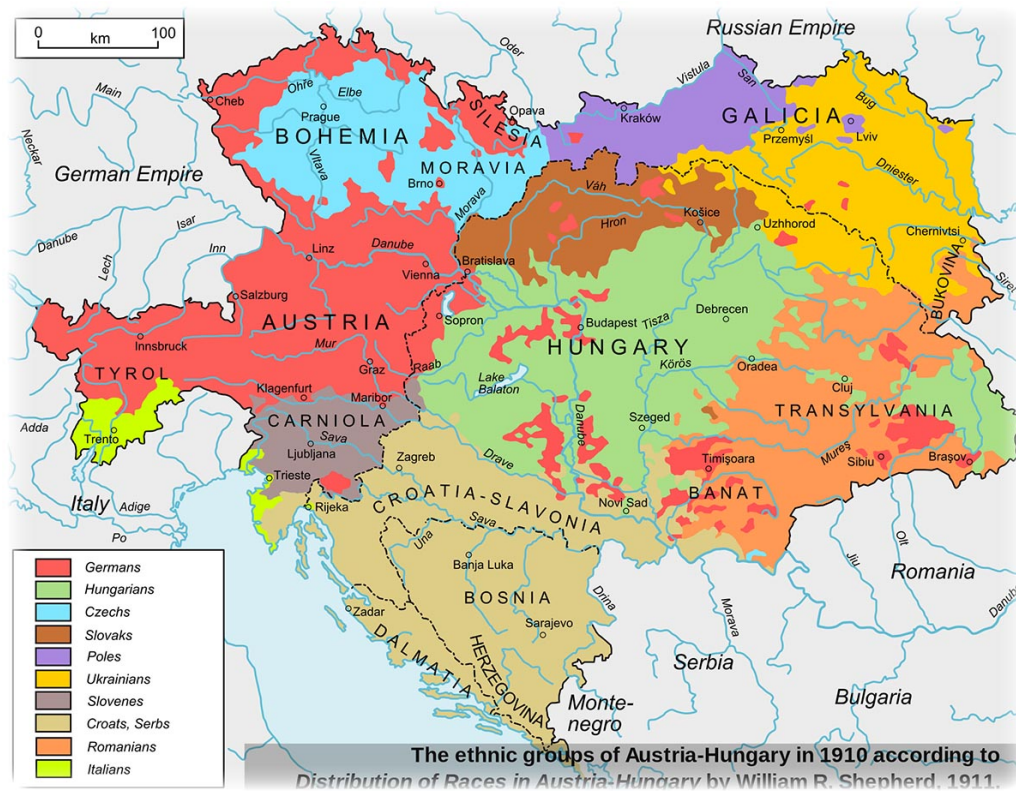 0 100
km
Russian Empire
Oder
Vistula
San
Main
Ohře
Elbe
Cheb
Prague
BOHEMIA
SILESIA
Opava
Kraków
GALICIA
Bug
Przemyśl
Lviv
Neckar
German Empire
Vltava
MORAVIA
Brno
Morava
Váh
Dniester
Hron
Košice
Uzhhorod
Chernivtsi
Danube
Isar
Lech
Inn
Linz
Danube
Vienna
Bratislava
BUKOVINA
Siret
Salzburg
AUSTRIA
Sopron
Budapest
Tisza
Debrecen
Innsbruck
Mur
HUNGARY
TYROL
Graz
Raab
Körös
Oradea
Cluj
Klagenfurt
Maribor
Lake
Balaton
Adda
Trento
CARNIOLA
Sava
Ljubljana
Szeged
Danube
TRANSYLVANIA
Zagreb
Drave
Timișoara
Mureș
Sibiu
Brașov
Italy
Adige
Trieste
Rijeka
CROATIA-SLAVONIA
Novi Sad
BANAT
Po
Sava
Una
Olt
Jiu
Banja Luka
Romania
BOSNIA
Drina
Morava
Danube
Zadar
Sarajevo
DALMATIA
HERZEGOVINA
Serbia
Monte-
negro
Bulgaria
Germans
Hungarians
Czechs
Slovaks
Poles
Ukrainians
Slovenes
Croats, Serbs
Romanians
Italians
The ethnic groups of Austria-Hungary in 1910 according to
Distribution of Races in Austria-Hungary by William R. Shepherd, 1911.